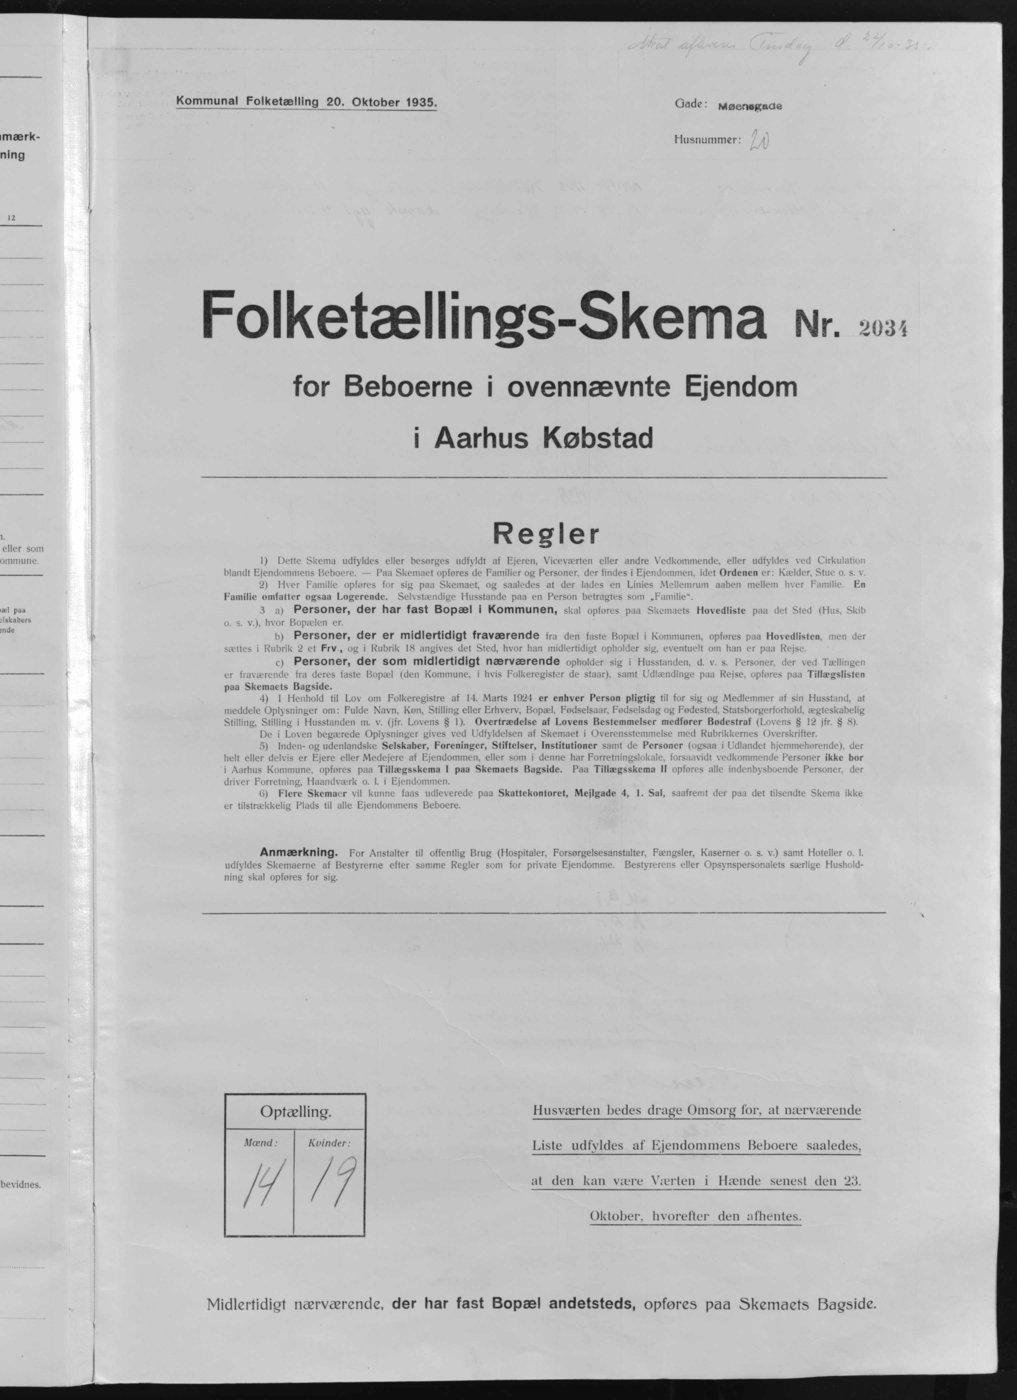 Skal afhentes Tirsdag d. 22/10-35.
Kommunal Folketælling 20. Oktober 1935.
Gade: Møensgade
Husnummer: 20
mærk-
ning
12
Folketællings-Skema Nr. 2034
for Beboerne i ovennævnte Ejendom
i Aarhus Købstad
Regler
1) Dette Skema udfyldes eller besørges udfyldt af Ejeren, Viceværten eller andre Vedkommende, eller udfyldes ved Cirkulation
blandt Ejendommens Beboere. — Paa Skemaet opføres de Familier og Personer, der findes i Ejendommen, idet Ordenen er: Kælder, Stue o. s. v.
2) Hver Familie opføres for sig paa Skemaet, og saaledes at der lades en Linies Mellemrum aaben mellem hver Familie. En
Familie omfatter ogsaa Logerende. Selvstændige Husstande paa en Person betragtes som „Familie“.
3 a) Personer, der har fast Bopæl i Kommunen, skal opføres paa Skemaets Hovedliste paa det Sted (Hus, Skib
o. s. v.), hvor Bopælen er.
b) Personer, der er midlertidigt fraværende fra den faste Bopæl i Kommunen, opføres paa Hovedlisten, men der
sættes i Rubrik 2 et Frv., og i Rubrik 18 angives det Sted, hvor han midlertidigt opholder sig, eventuelt om han er paa Rejse.
c) Personer, der som midlertidigt nærværende opholder sig i Husstanden, d. v. s. Personer, der ved Tællingen
er fraværende fra deres faste Bopæl (den Kommune, i hvis Folkeregister de staar), samt Udlændinge paa Rejse, opføres paa Tillægslisten
paa Skemaets Bagside.
4) I Henhold til Lov om Folkeregistre af 14. Marts 1924 er enhver Person pligtig til for sig og Medlemmer af sin Husstand, at
meddele Oplysninger om: Fulde Navn, Køn, Stilling eller Erhverv, Bopæl, Fødselsaar, Fødselsdag og Fødested, Statsborgerforhold, ægteskabelig
Stilling, Stilling i Husstanden m. v. (jfr. Lovens § 1). Overtrædelse af Lovens Bestemmelser medfører Bødestraf (Lovens § 12 jfr. § 8).
De i Loven begærede Oplysninger gives ved Udfyldelsen af Skemaet i Overensstemmelse med Rubrikkernes Overskrifter.
5) Inden- og udenlandske Selskaber, Foreninger, Stiftelser, Institutioner samt de Personer (ogsaa i Udlandet hjemmehørende), der
helt eller delvis er Ejere eller Medejere af Ejendommen, eller som i denne har Forretningslokale, forsaavidt vedkommende Personer ikke bor
i Aarhus Kommune, opføres paa Tillægsskema I paa Skemaets Bagside. Paa Tillægsskema II opføres alle indenbysboende Personer, der
driver Forretning, Haandværk o. l. i Ejendommen.
6) Flere Skemaer vil kunne faas udleverede paa Skattekontoret, Mejlgade 4, 1. Sal, saafremt der paa det tilsendte Skema ikke
er tilstrækkelig Plads til alle Ejendommens Beboere.
eller som
ommune.
æl paa
elskabers
Anmærkning. For Anstalter til offentlig Brug (Hospitaler, Forsørgelsesanstalter, Fængsler, Kaserner o. s. v.) samt Hoteller o. l.
udfyldes Skemaerne af Bestyrerne efter samme Regler som for private Ejendomme. Bestyrerens eller Opsynspersonalets særlige Hushold-
ning skal opføres for sig.
Optælling.
Mænd: Kvinder:
14 19
Husværten bedes drage Omsorg for, at nærværende
Liste udfyldes af Ejendommens Beboere saaledes,
at den kan være Værten i Hænde senest den 23.
Oktober, hvorefter den afhentes.
bevidnes.
Midlertidigt nærværende, der har fast Bopæl andetsteds, opføres paa Skemaets Bagside.